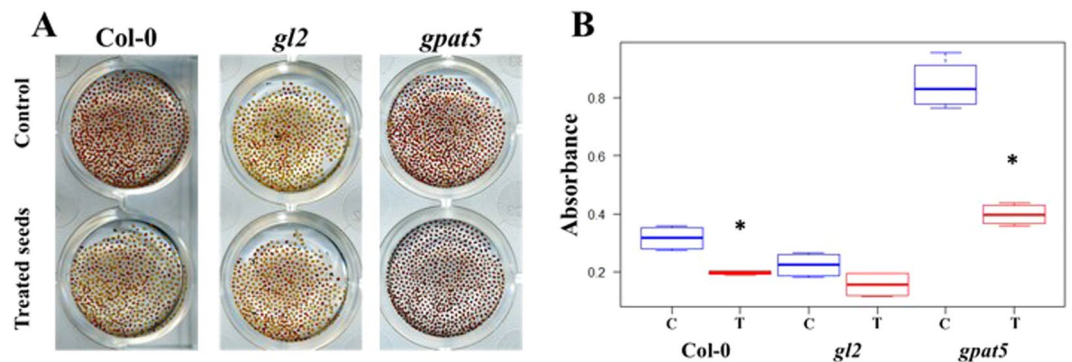 A
Col-0 gl2 gpat5
Control
Treated seeds
B
Absorbance
0.8
0.6
0.4
0.2
*
*
C T C T C T
Col-0 gl2 gpat5